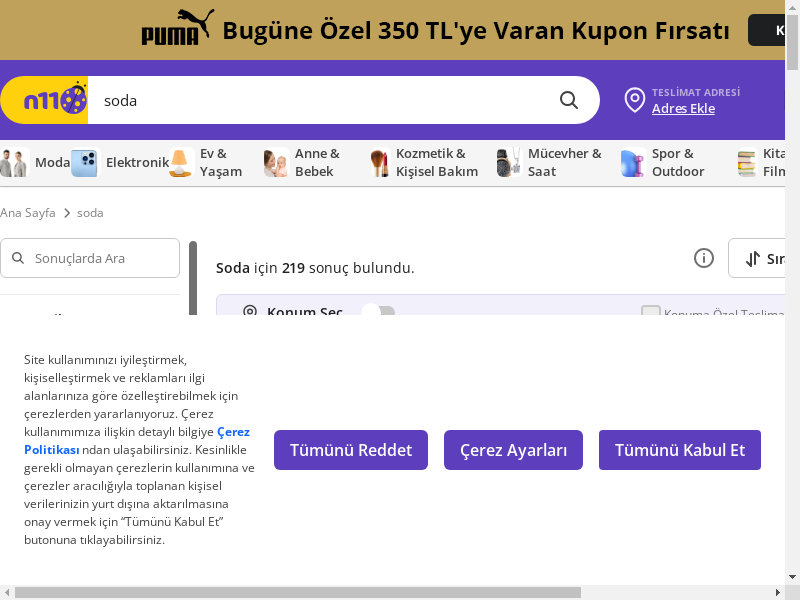 PUMA
Bugüne Özel 350 TL'ye Varan Kupon Fırsatı
n11
soda
TESLİMAT ADRESİ
Adres Ekle
Moda
Elektronik
Ev &
Yaşam
Anne &
Bebek
Kozmetik &
Kişisel Bakım
Mücevher &
Saat
Spor &
Outdoor
Ana Sayfa > soda
Sonuçlarda Ara
Soda için 219 sonuç bulundu.
Konum Seç
Konuma Özel
Site kullanımınızı iyileştirmek,
kişiselleştirmek ve reklamları ilgi
alanlarınıza göre özelleştirebilmek için
çerezlerden yararlanıyoruz. Çerez
kullanımımıza ilişkin detaylı bilgiye Çerez
Politikası ndan ulaşabilirsiniz. Kesinlikle
gerekli olmayan çerezlerin kullanımına ve
çerezler aracılığıyla toplanan kişisel
verilerinizin yurt dışına aktarılmasına
onay vermek için “Tümünü Kabul Et”
butonuna tıklayabilirsiniz.
Tümünü Reddet
Çerez Ayarları
Tümünü Kabul Et